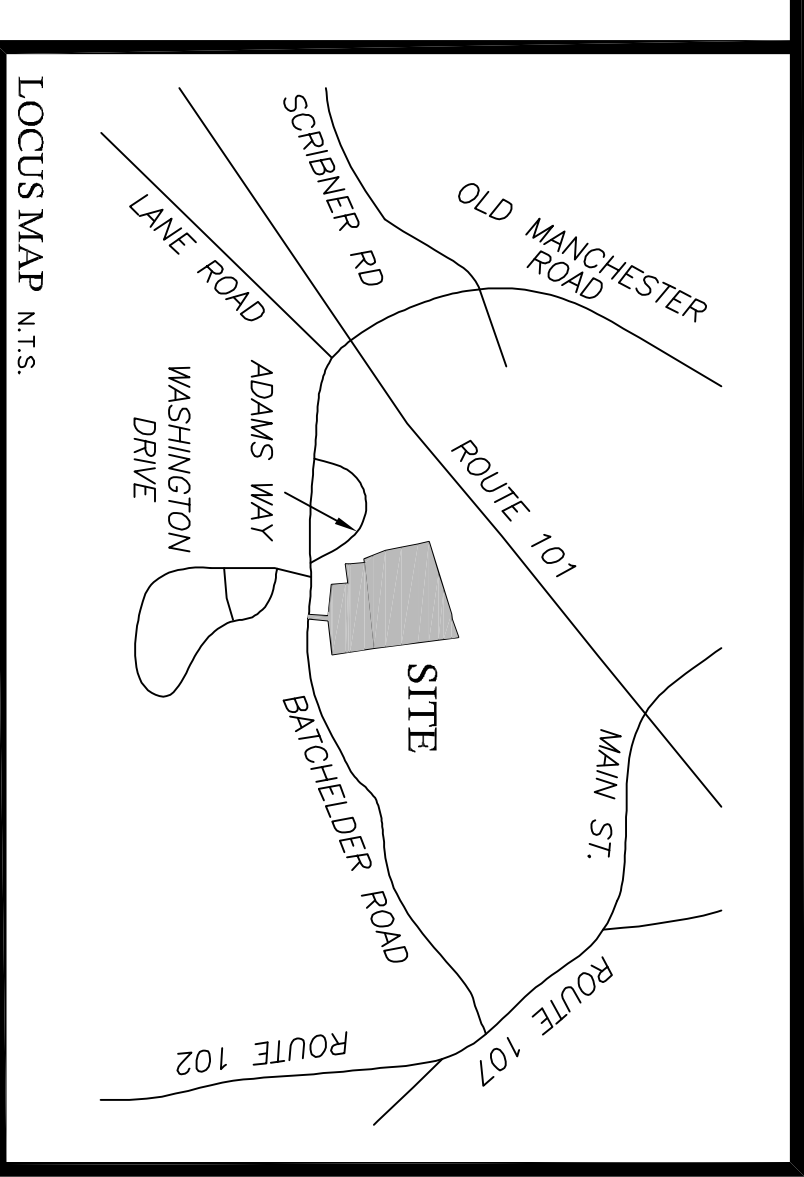 OLD MANCHESTER
ROAD
SCRIBNER RD
LANE ROAD
ROUTE 101
ADAMS WAY
WASHINGTON
DRIVE
SITE
MAIN ST.
BATCHELDER ROAD
ROUTE 107
ROUTE 102
LOCUS MAP N.T.S.